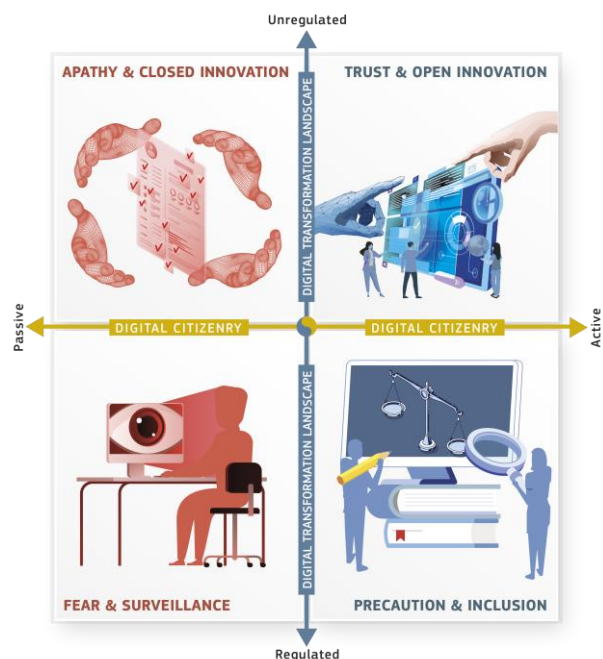 Unregulated
APATHY & CLOSED INNOVATION
TRUST & OPEN INNOVATION
DIGITAL TRANSFORMATION LANDSCAPE
Passive
DIGITAL CITIZENRY
DIGITAL CITIZENRY
Active
DIGITAL TRANSFORMATION LANDSCAPE
FEAR & SURVEILLANCE
PRECAUTION & INCLUSION
Regulated